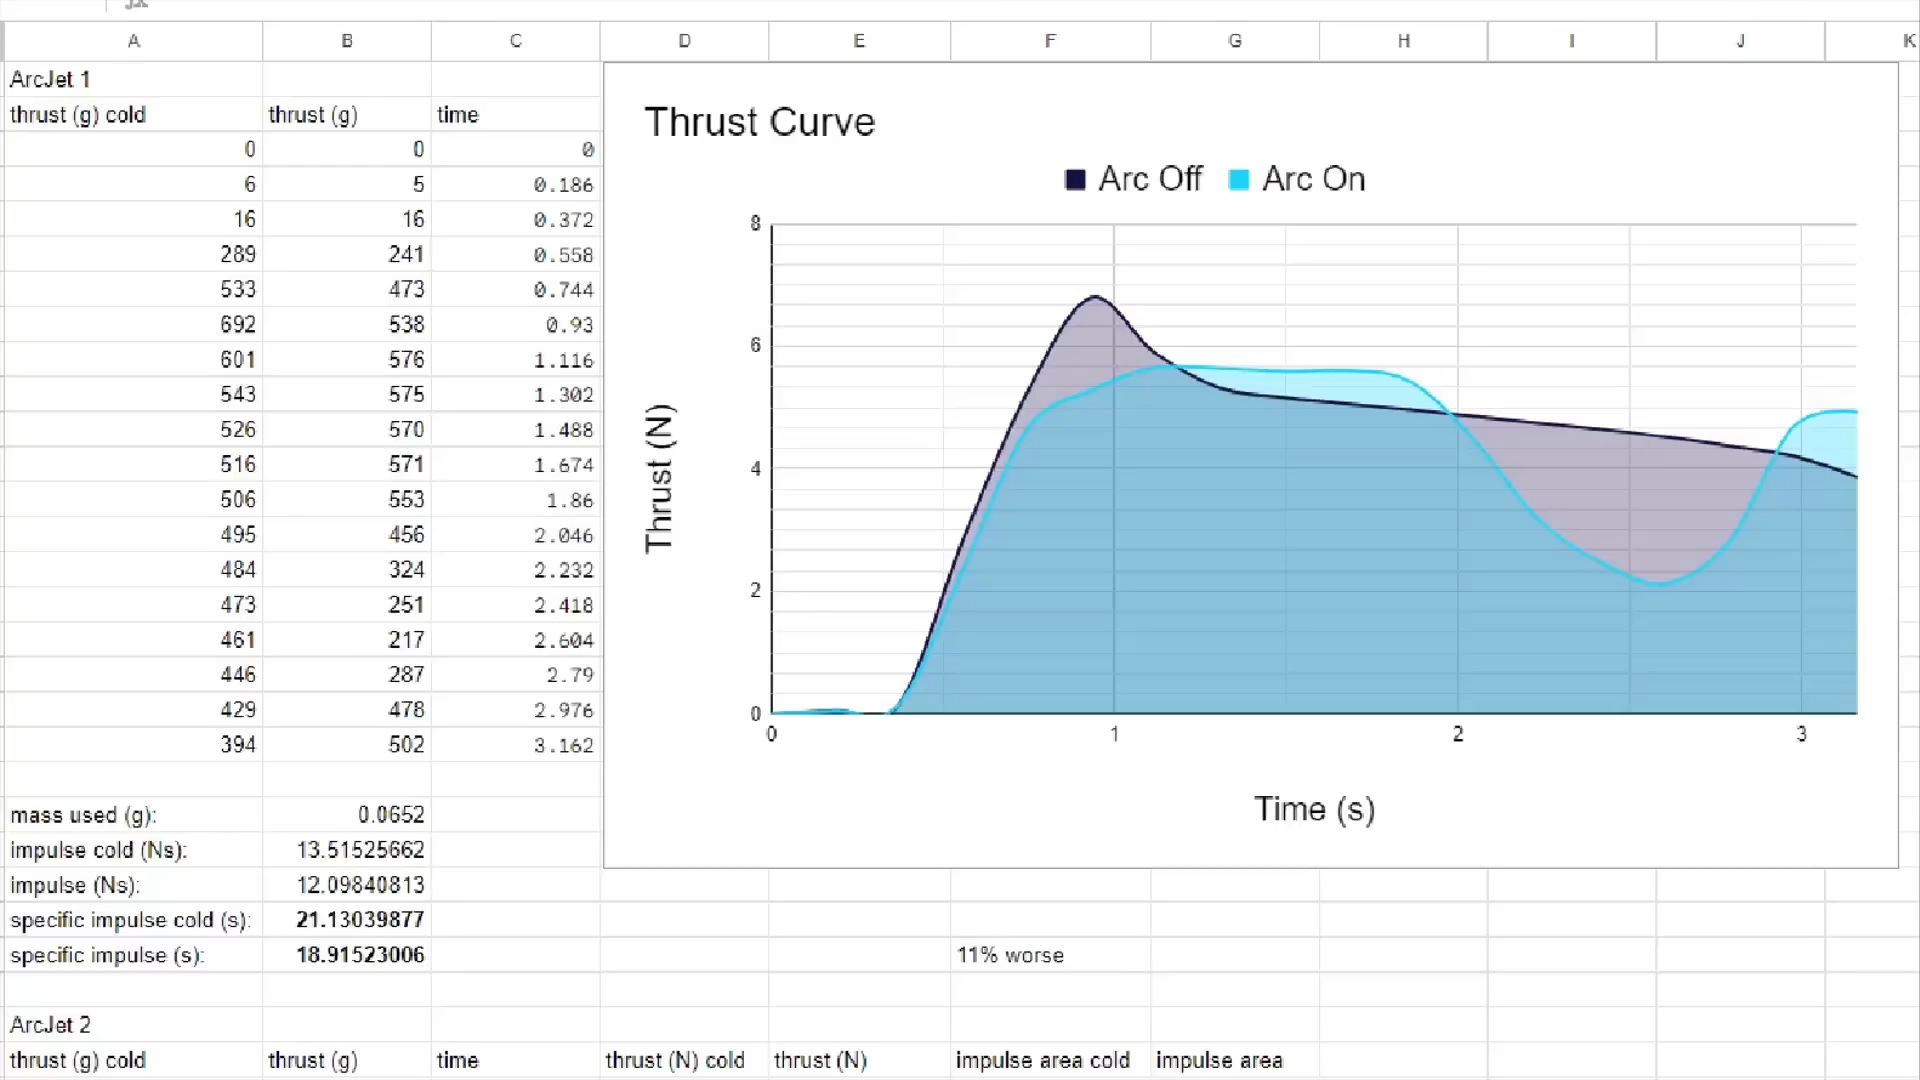 A B C D E F G H I J K
ArcJet 1
thrust (g) cold thrust (g) time
0 0 0
6 5 0.186
16 16 0.372
289 241 0.558
533 473 0.744
692 538 0.93
601 576 1.116
543 575 1.302
526 570 1.488
516 571 1.674
506 553 1.86
495 456 2.046
484 324 2.232
473 251 2.418
461 217 2.604
446 287 2.79
429 478 2.976
394 502 3.162
mass used (g): 0.0652
impulse cold (Ns): 13.51525662
impulse (Ns): 12.09840813
specific impulse cold (s): 21.13039877
specific impulse (s): 18.91523006 11% worse
ArcJet 2
thrust (g) cold thrust (g) time thrust (N) cold thrust (N) impulse area cold impulse area
Thrust Curve
Arc Off Arc On
Thrust (N)
8
6
4
2
0
0 1 2 3
Time (s)